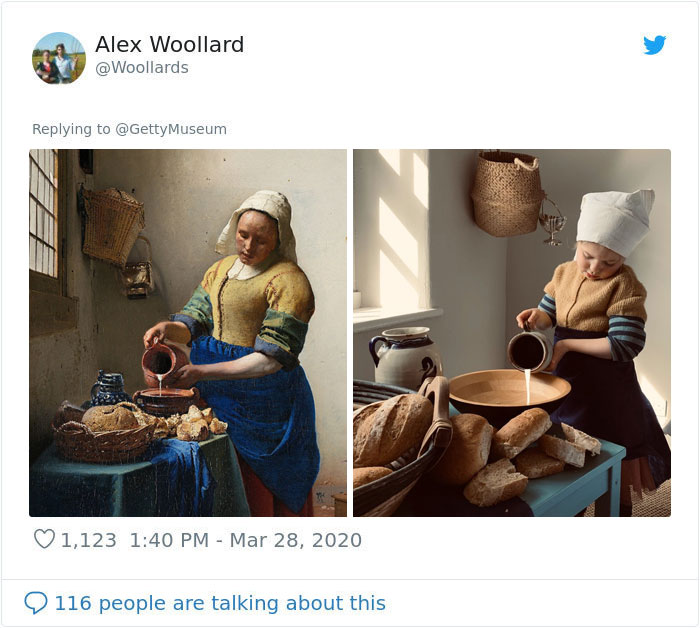 Alex Woollard
@Woollards
Replying to @GettyMuseum
1,123 1:40 PM - Mar 28, 2020
116 people are talking about this